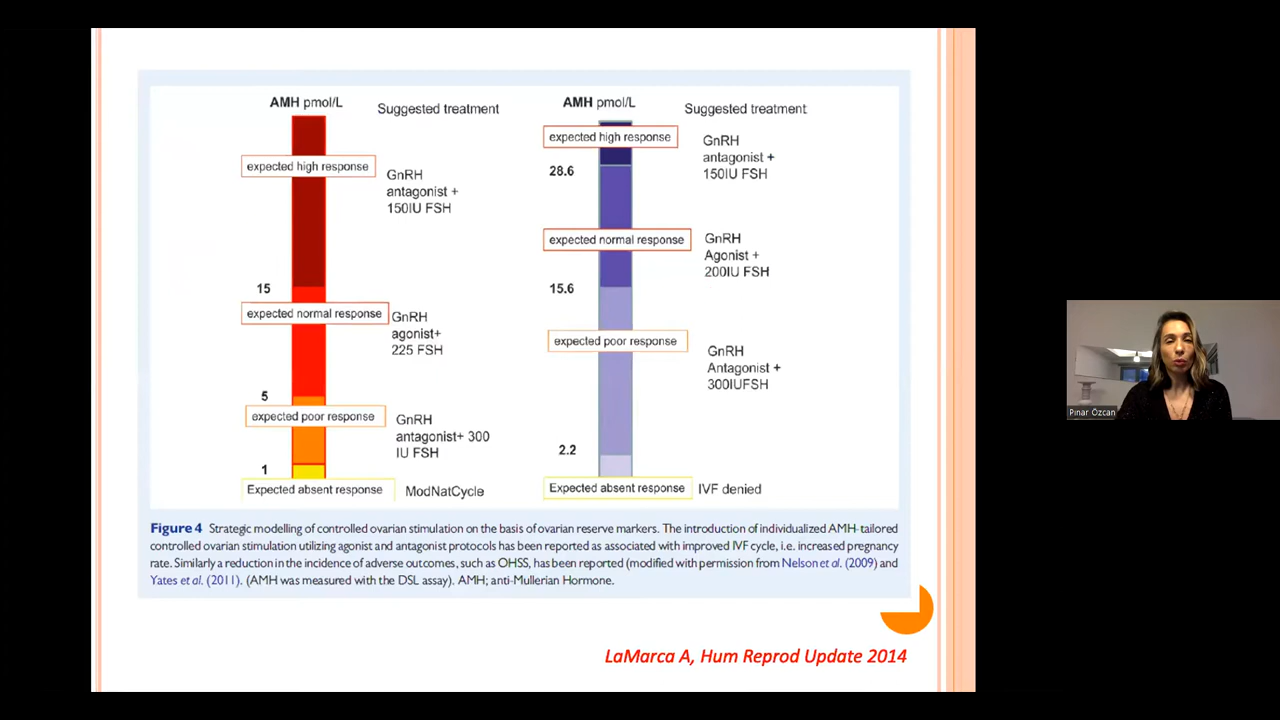 AMH pmol/L
Suggested treatment
expected high response
GnRH
antagonist +
150IU FSH
15
expected normal response
GnRH
agonist+
225 FSH
5
expected poor response
GnRH
antagonist+ 300
IU FSH
1
Expected absent response
ModNatCycle
AMH pmol/L
Suggested treatment
expected high response
GnRH
antagonist +
150IU FSH
28.6
expected normal response
GnRH
Agonist +
200IU FSH
15.6
expected poor response
GnRH
Antagonist +
300IUFSH
2.2
Expected absent response
IVF denied
Figure 4 Strategic modelling of controlled ovarian stimulation on the basis of ovarian reserve markers. The introduction of individualized AMH-tailored
controlled ovarian stimulation utilizing agonist and antagonist protocols has been reported as associated with improved IVF cycle, i.e. increased pregnancy
rate. Similarly a reduction in the incidence of adverse outcomes, such as OHSS, has been reported (modified with permission from Nelson et al. (2009) and
Yates et al. (2011). (AMH was measured with the DSL assay). AMH; anti-Mullerian Hormone.
LaMarca A, Hum Reprod Update 2014
Pınar Özcan